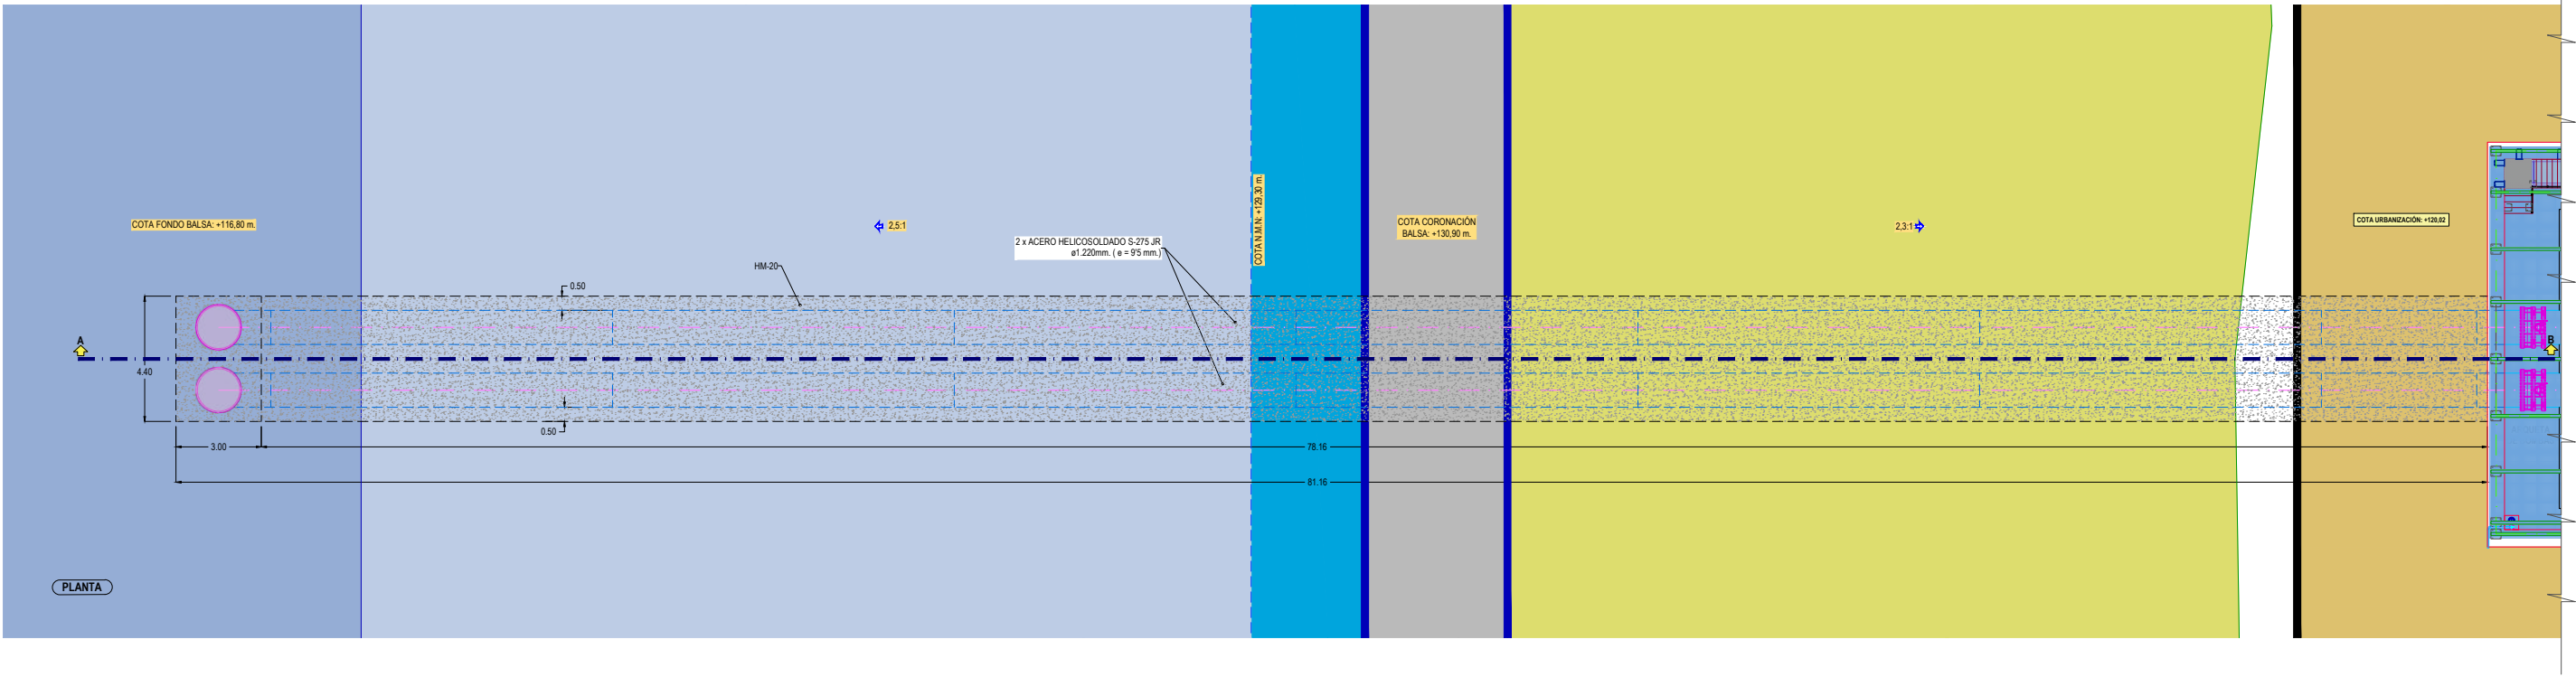 COTA FONDO BALSA: +116,80 m.
2,5:1
2 x ACERO HELICOSOLDADO S-275 JR
ø1.220mm. ( e = 9'5 mm.)
HM-20
COTA N.M.N: +129,30 m.
COTA CORONACIÓN
BALSA: +130,90 m.
2,3:1
COTA URBANIZACIÓN: +120,02
0.50
A
B
4.40
0.50
3.00
78.16
81.16
PLANTA